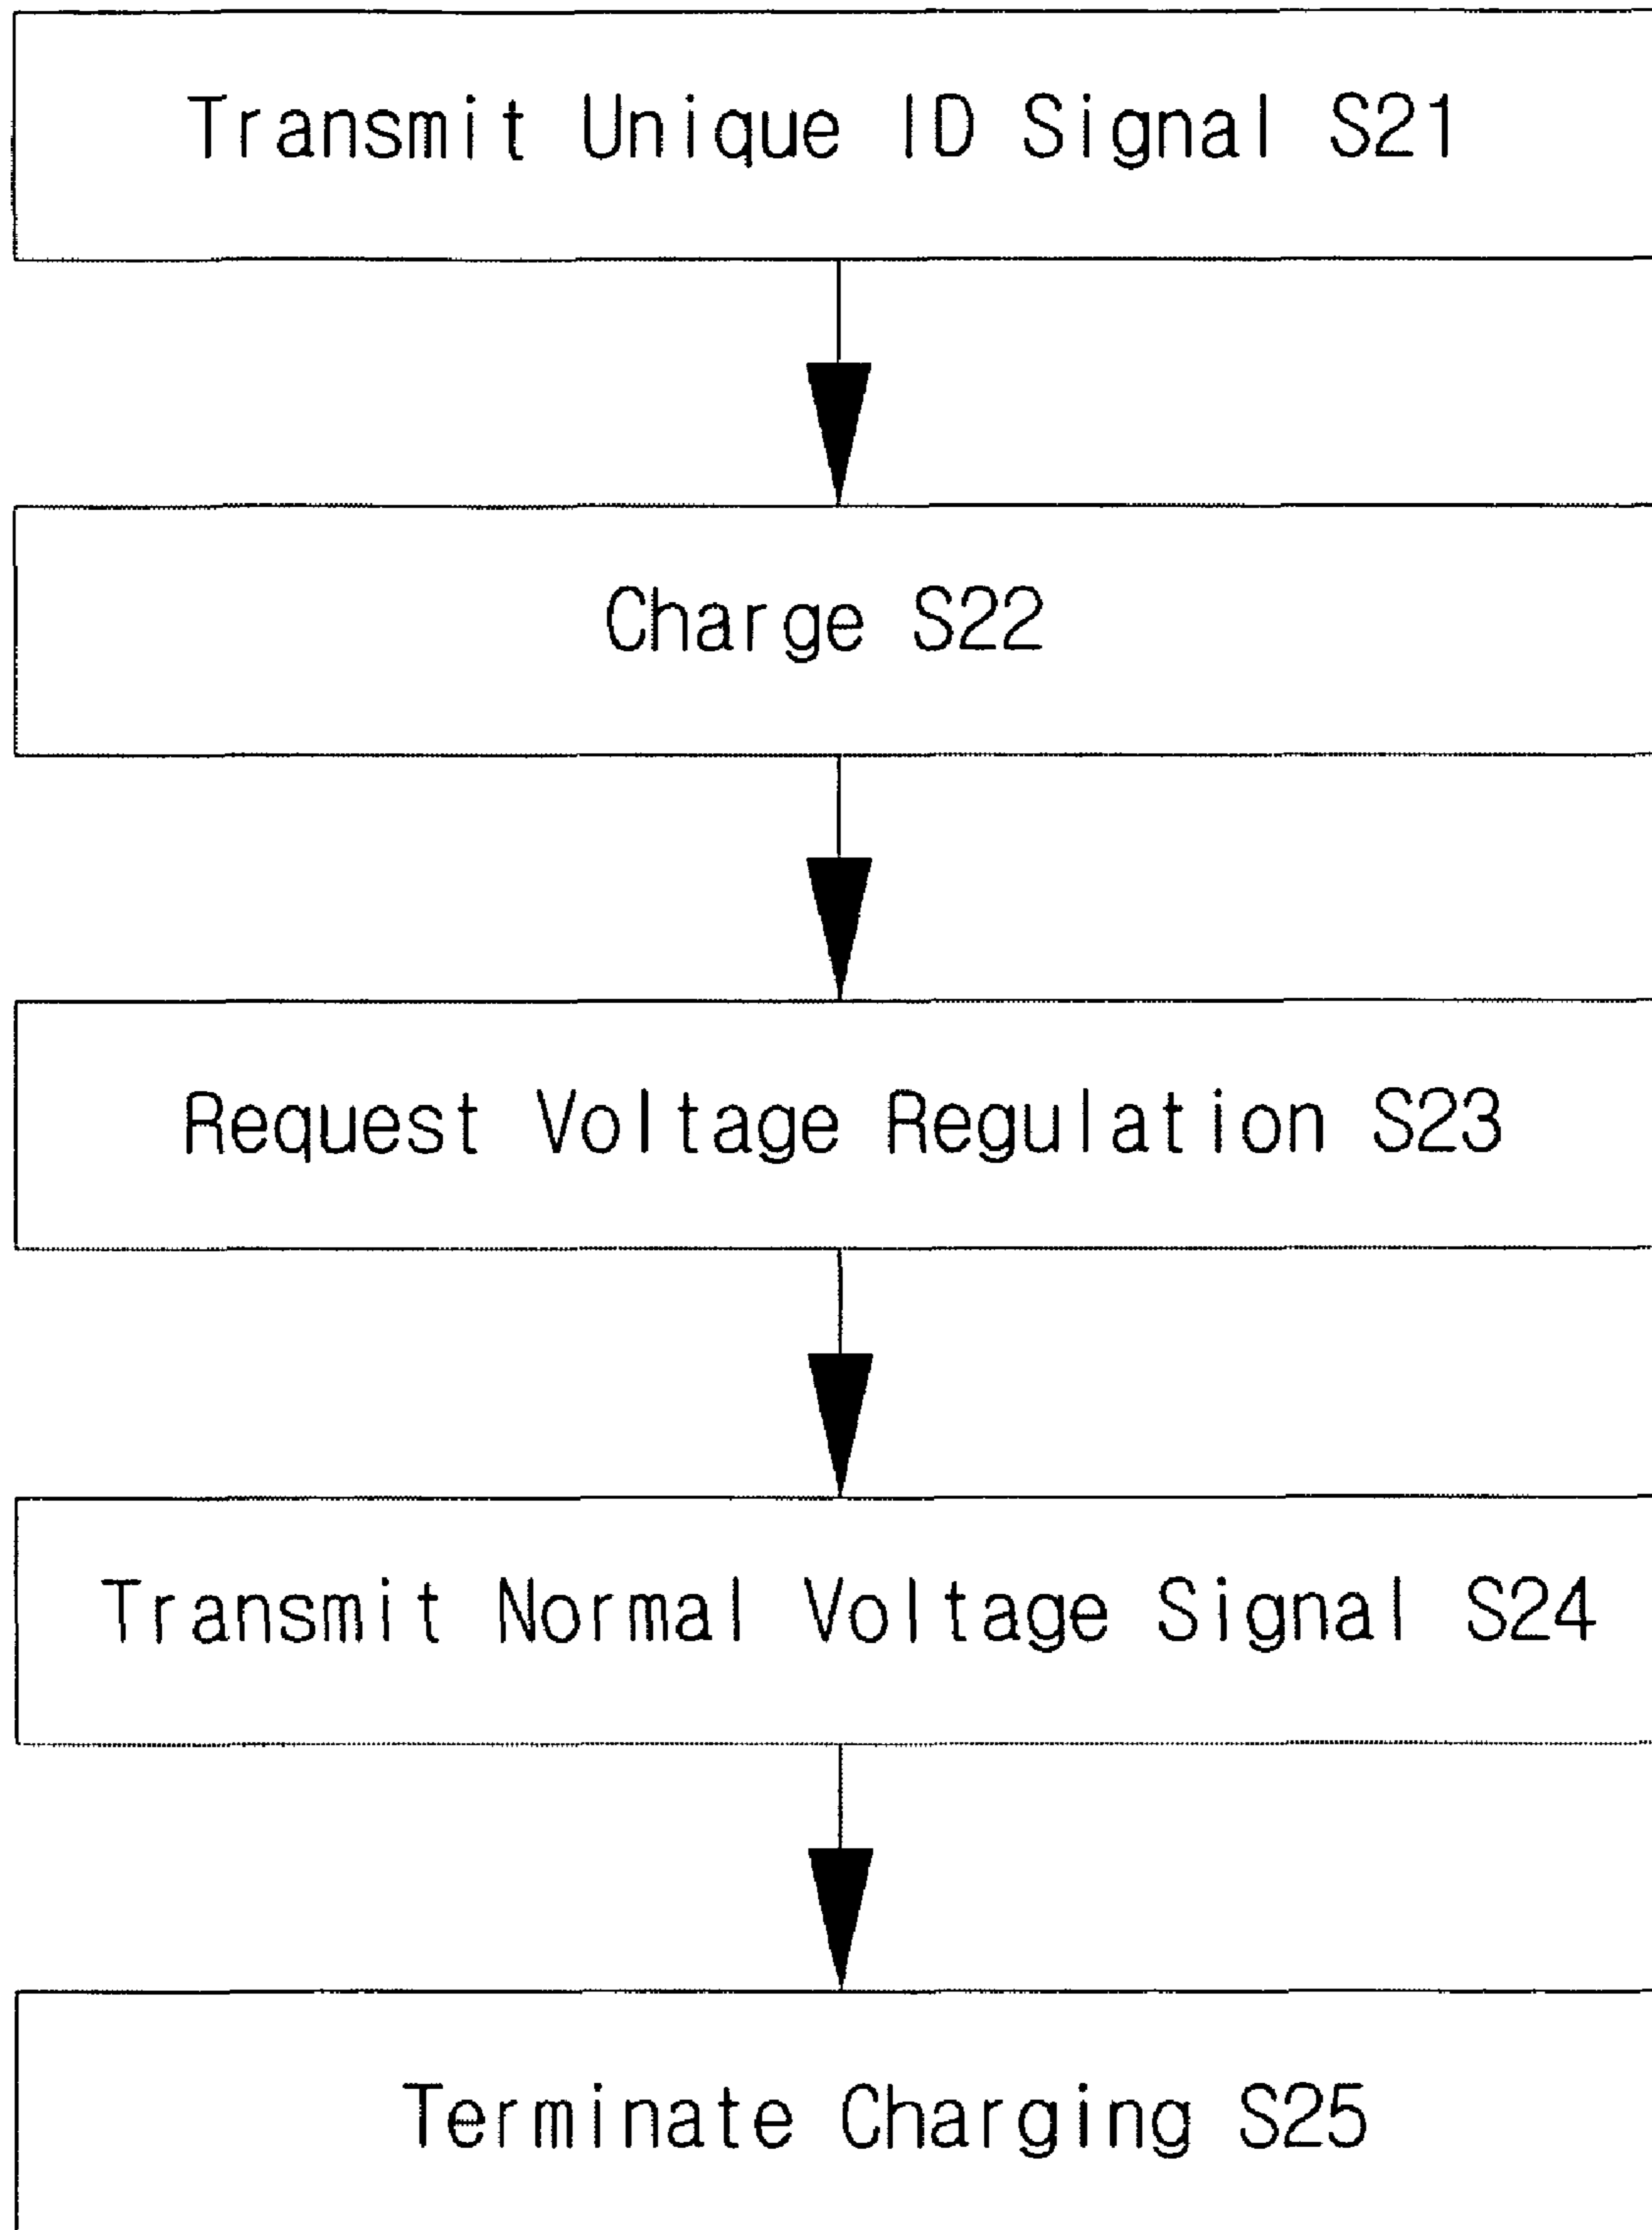 Transmit Unique ID Signal S21
Charge S22
Request Voltage Regulation S23
Transmit Normal Voltage Signal S24
Terminate Charging S25